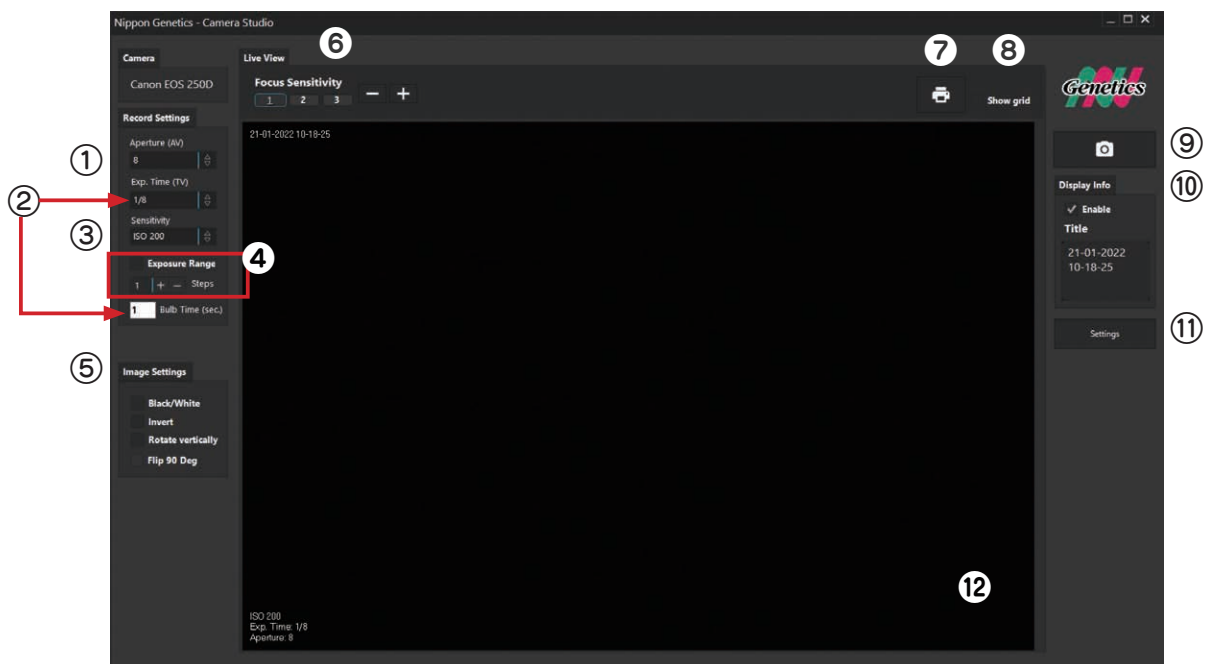 Nippon Genetics - Camera Studio
Camera
Canon EOS 250D
Record Settings
① Aperture (AV)
8
② Exp. Time (TV)
1/8
③ Sensitivity
ISO 200
④ Exposure Range
1 + − Steps
1 Bulb Time (sec.)
⑤ Image Settings
Black/White
Invert
Rotate vertically
Flip 90 Deg
Live View
⑥
Focus Sensitivity
1 2 3 − +
⑦
⑧
Show grid
21-01-2022 10-18-25
ISO 200
Exp. Time: 1/8
Aperture: 8
⑫
Genetics
⑨
⑩ Display Info
✓ Enable
Title
21-01-2022
10-18-25
⑪ Settings